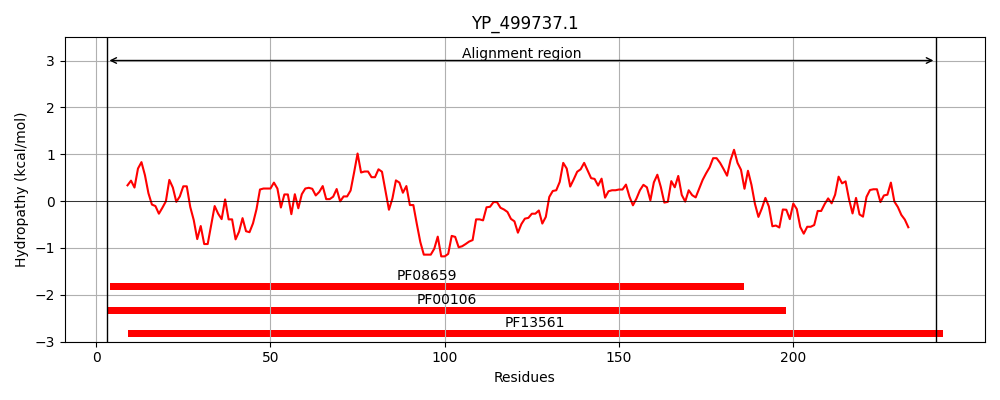 YP_499737.1
Alignment region
3
2
1
0
−1
−2
−3
Hydropathy (kcal/mol)
PF08659
PF00106
PF13561
0
50
100
150
200
Residues